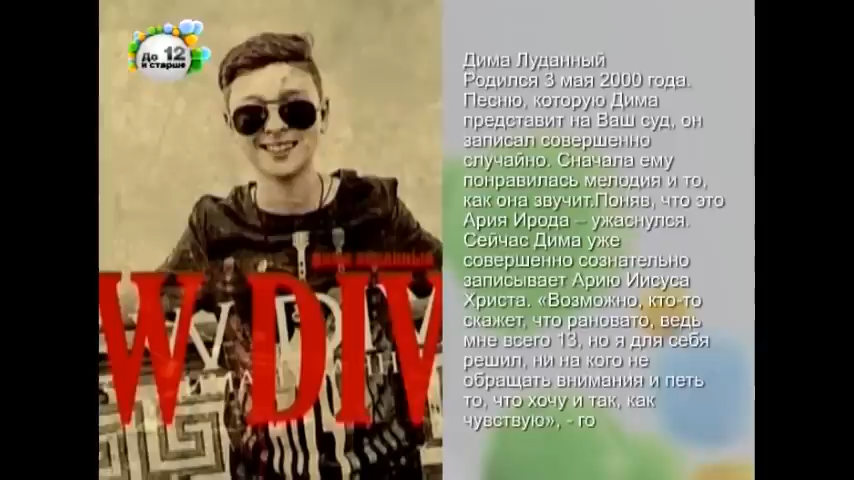 До 12
и старше
Дима Луданный
Родился 3 мая 2000 года.
Песню, которую Дима
представит на Ваш суд, он
записал совершенно
случайно. Сначала ему
понравилась мелодия и то,
как она звучит.Поняв, что это
Ария Ирода – ужаснулся.
Сейчас Дима уже
совершенно сознательно
записывает Арию Иисуса
Христа. «Возможно, кто-то
скажет, что рановато, ведь
мне всего 13, но я для себя
решил, ни на кого не
обращать внимания и петь
то, что хочу и так, как
чувствую», - го
W DIV